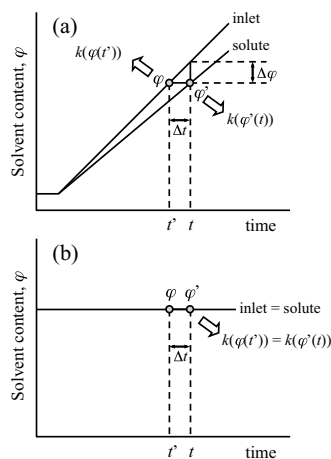 (a)
inlet
solute
k(φ(t’))
φ
φ’
Δφ
k(φ’(t))
Δt
Solvent content, φ
t’
t
time
(b)
φ
φ’
inlet = solute
k(φ(t’)) = k(φ’(t))
Δt
Solvent content, φ
t’
t
time